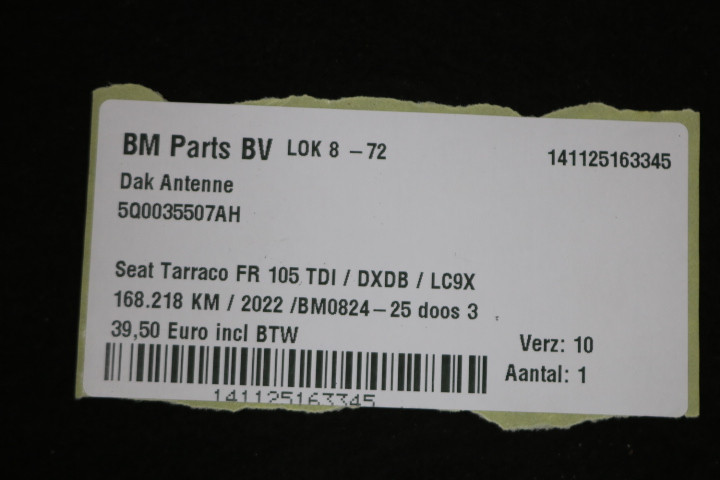 BM Parts BV LOK 8 -72 141125163345
Dak Antenne
5Q0035507AH
Seat Tarraco FR 105 TDI / DXDB / LC9X
168.218 KM / 2022 /BM0824-25 doos 3
39,50 Euro incl BTW
Verz: 10
Aantal: 1
141125163345